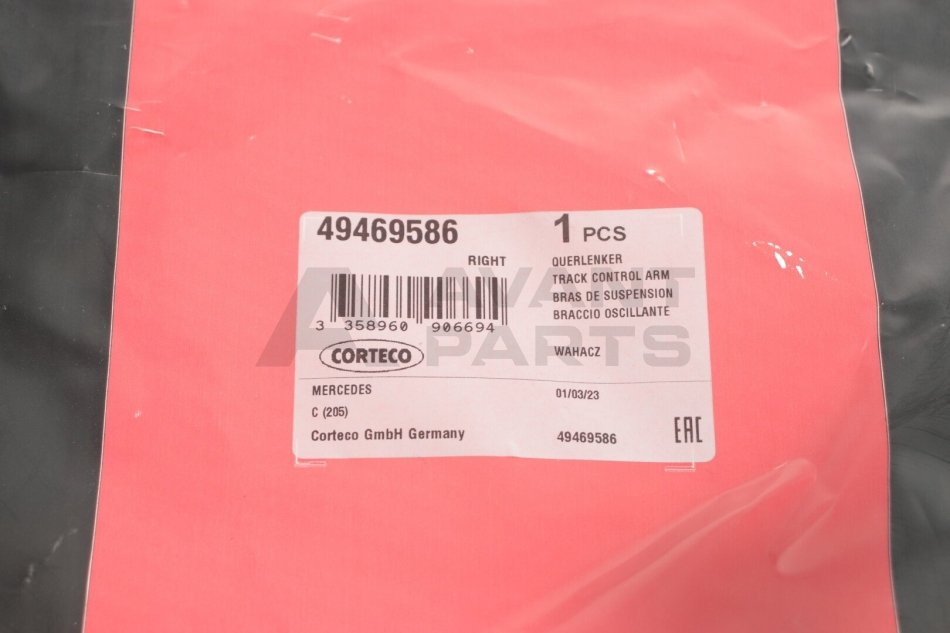 49469586
1 PCS
RIGHT
QUERLENKER
TRACK CONTROL ARM
BRAS DE SUSPENSION
BRACCIO OSCILLANTE
3 358960 906694
CORTECO
WAHACZ
MERCEDES
01/03/23
C (205)
Corteco GmbH Germany
49469586
EAC
AVANT
PARTS